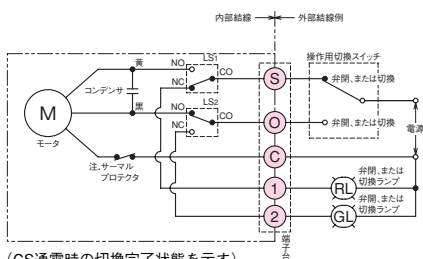 内部結線
外部結線例
操作用切換スイッチ
黄
NO
LS1
CO
NC
S
弁閉、または切換
コンデンサ
黒
NO
LS2
CO
NC
O
弁開、または切換
M
モータ
電源
C
注.サーマル
プロテクタ
1
RL
弁閉、または
切換ランプ
2
GL
弁開、または
切換ランプ
端子台
(CS通電時の切換完了状態を示す)